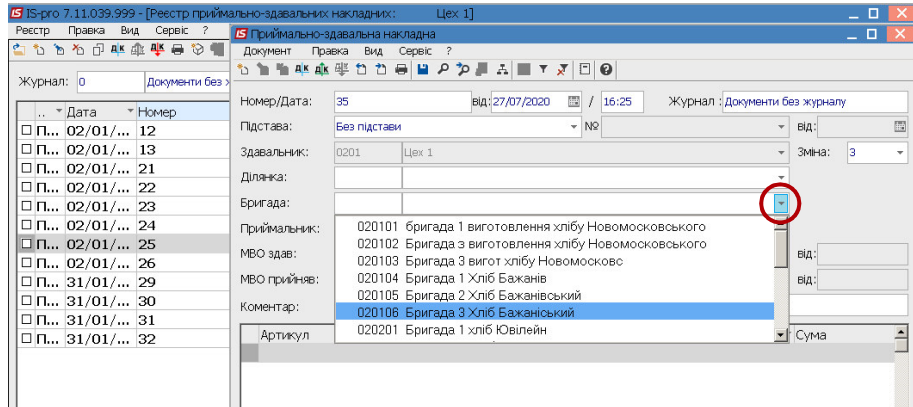 IS-pro 7.11.039.999 - [Реєстр приймально-здавальних накладних: Цех 1]
Реєстр Правка Вид Сервіс ?
Журнал: 0 Документи без
.. Дата Номер
П... 02/01/... 12
П... 02/01/... 13
П... 02/01/... 21
П... 02/01/... 22
П... 02/01/... 23
П... 02/01/... 24
П... 02/01/... 25
П... 02/01/... 26
П... 31/01/... 29
П... 31/01/... 30
П... 31/01/... 31
П... 31/01/... 32
Приймально-здавальна накладна
Документ Правка Вид Сервіс ?
Номер/Дата: 35 від: 27/07/2020 / 16:25 Журнал : Документи без журналу
Підстава: Без підстави № від:
Здавальник: 0201 Цех 1 Зміна: 3
Ділянка:
Бригада:
Приймальник:
МВО здав: від:
МВО прийняв: від:
Коментар:
020101 бригада 1 виготовлення хлібу Новомосковського
020102 Бригада з виготовлення хлібу Новомосковського
020103 Бригада 3 вигот хлібу Новомосковс
020104 Бригада 1 Хліб Бажанів
020105 Бригада 2 Хліб Бажанівський
020106 Бригада 3 Хліб Бажаніський
020201 Бригада 1 хліб Ювілейн
Артикул Сума